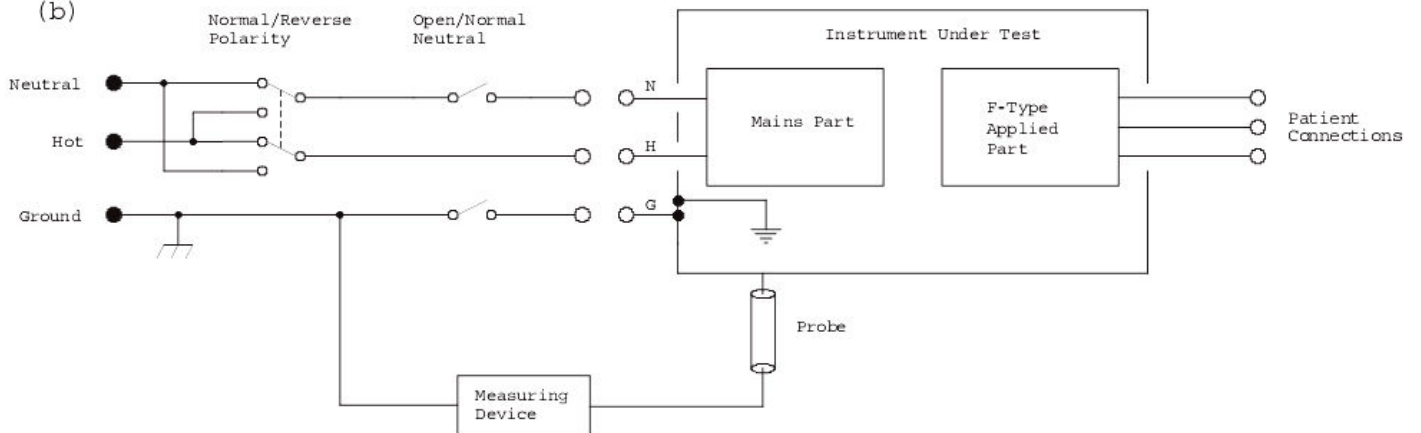 (b)
Normal/Reverse
Polarity
Open/Normal
Neutral
Instrument Under Test
Neutral
N
Mains Part
F-Type
Applied
Part
Patient
Connections
Hot
H
Ground
G
Probe
Measuring
Device